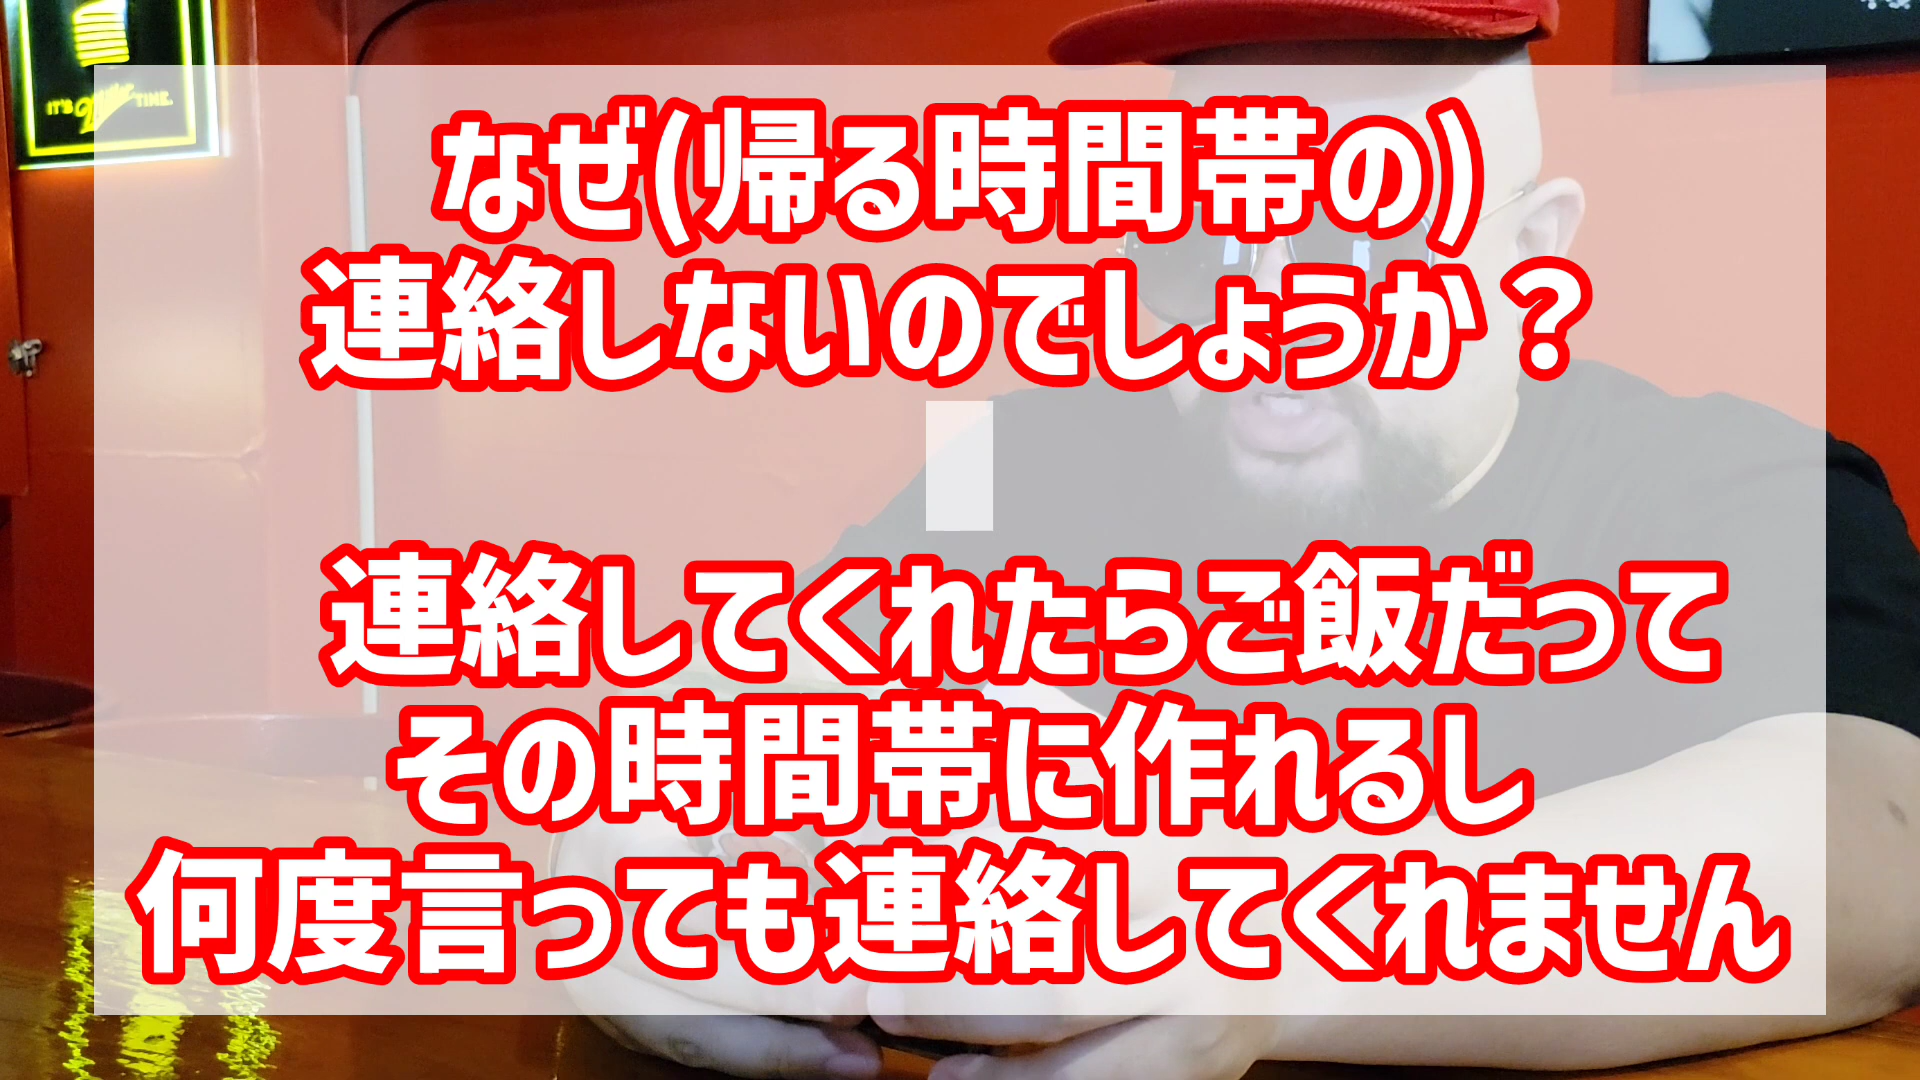 IT'S Miller TIME.
なぜ(帰る時間帯の)
連絡しないのでしょうか？
連絡してくれたらご飯だって
その時間帯に作れるし
何度言っても連絡してくれません